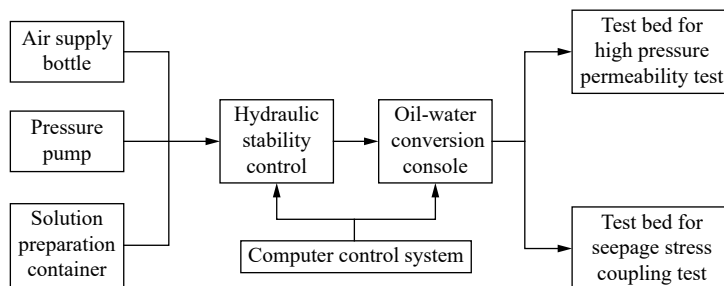 Air supply
bottle
Pressure
pump
Solution
preparation
container
Hydraulic
stability
control
Oil-water
conversion
console
Computer control system
Test bed for
high pressure
permeability test
Test bed for
seepage stress
coupling test